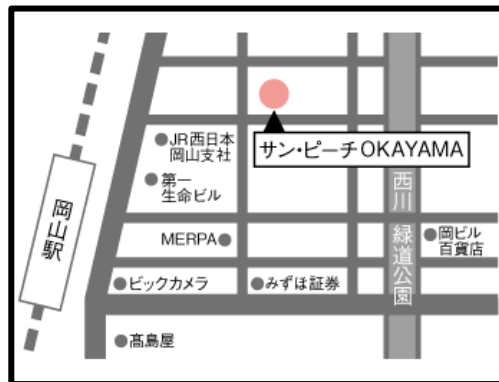 サン・ピーチOKAYAMA
JR西日本
岡山支社
第一
生命ビル
岡山駅
西川 緑道公園
MERPA
岡ビル
百貨店
ビックカメラ
みずほ証券
髙島屋